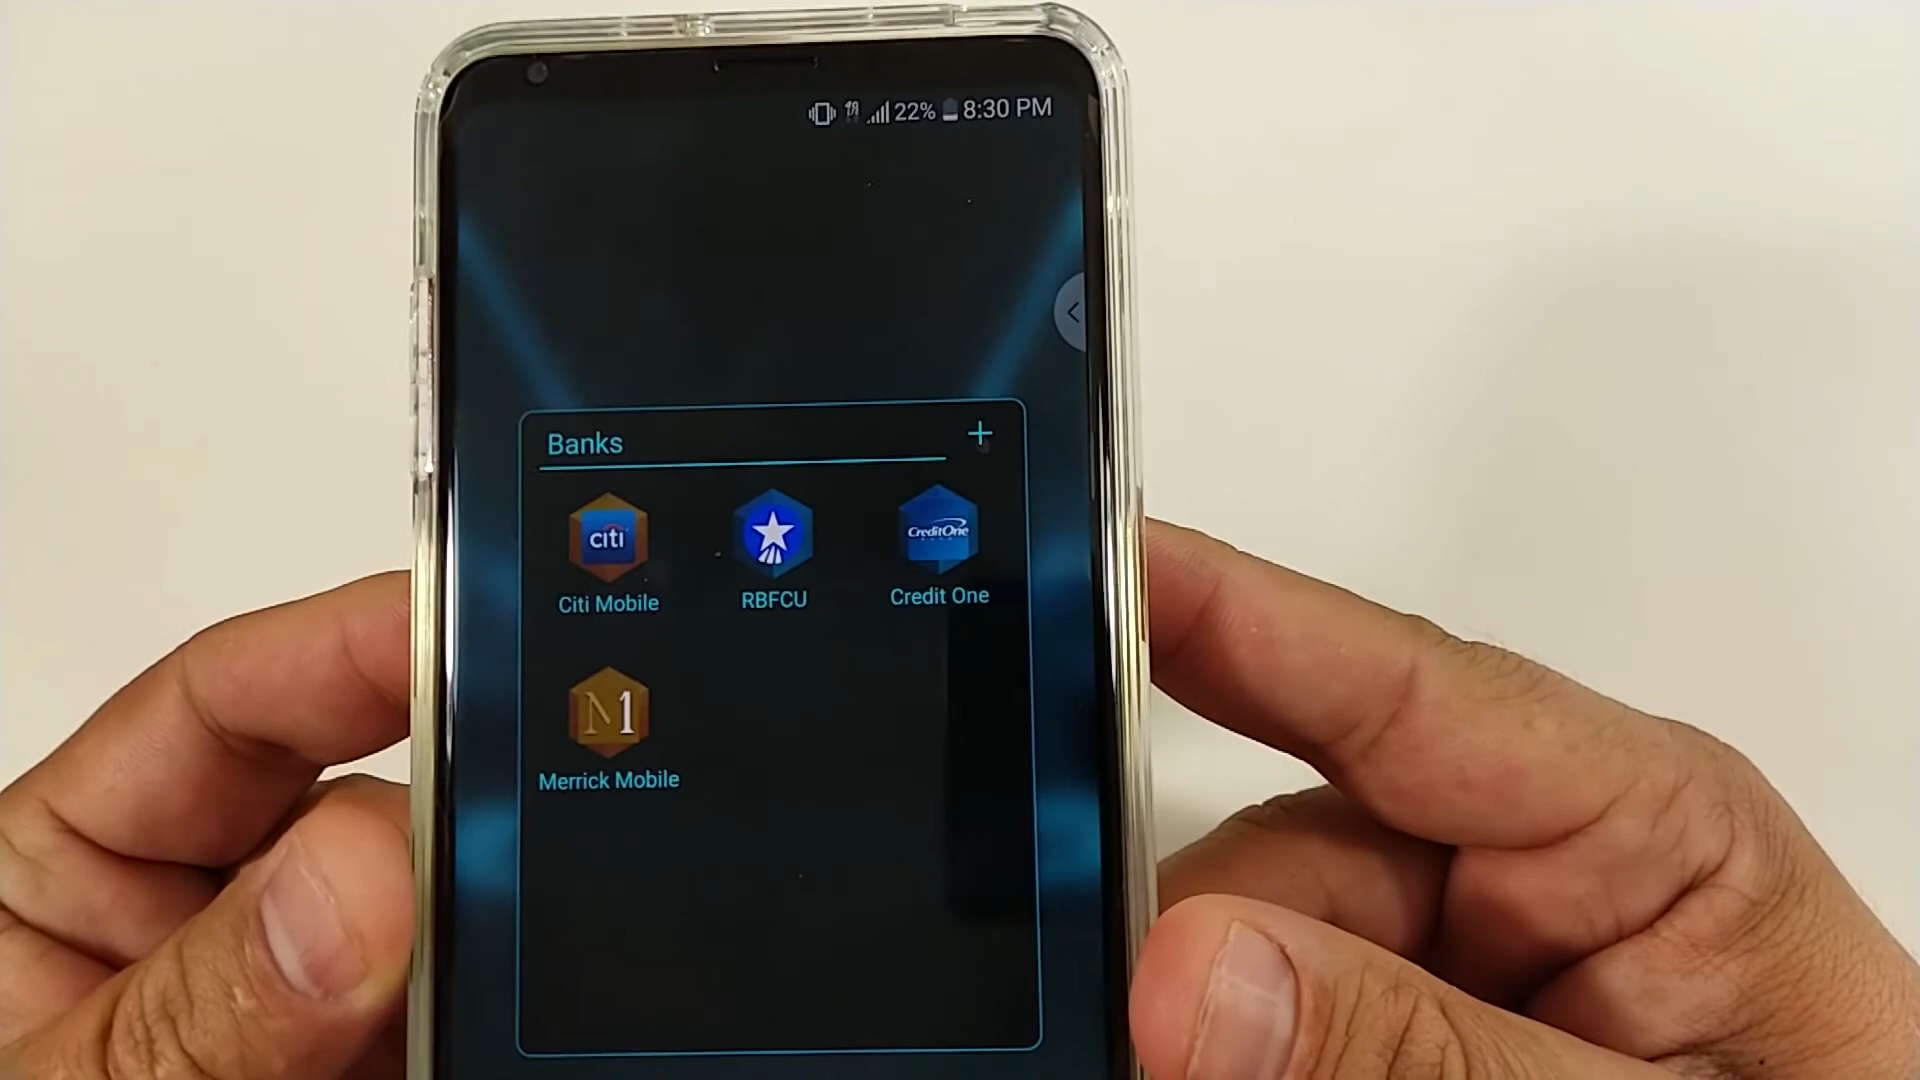 22% 8:30 PM
Banks
citi
CreditOne
Citi Mobile
RBFCU
Credit One
M1
Merrick Mobile